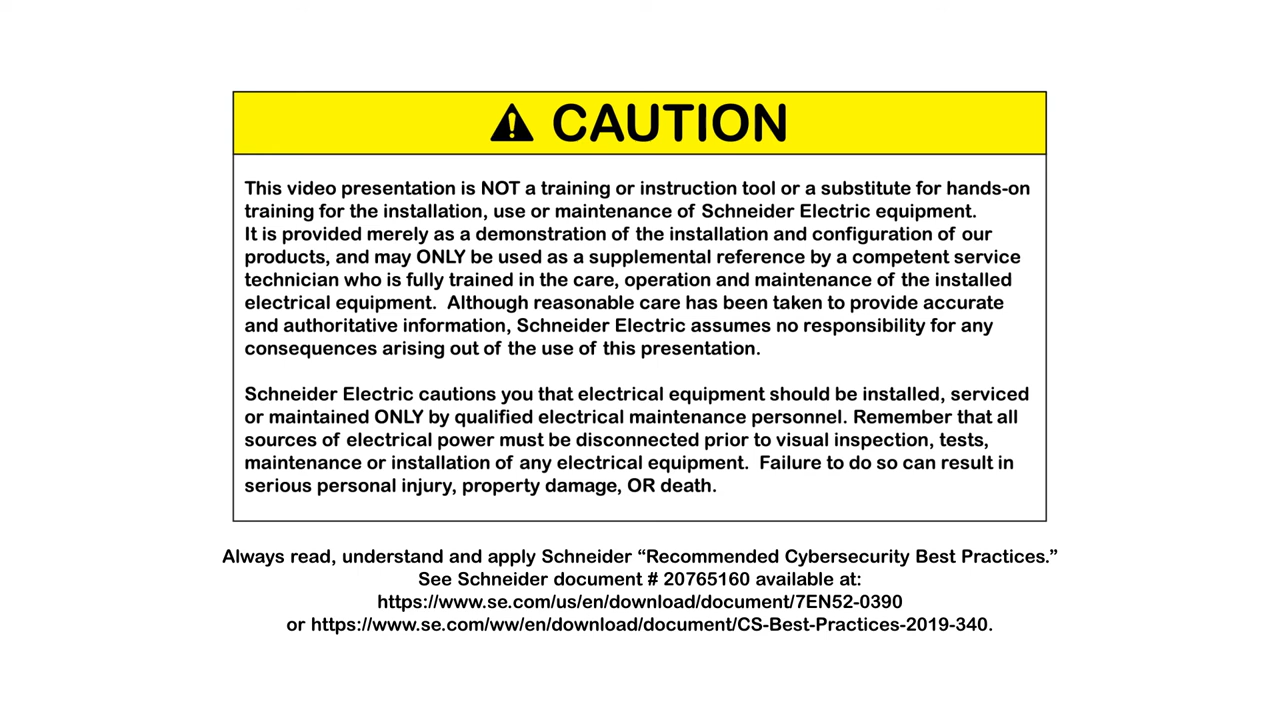 CAUTION
This video presentation is NOT a training or instruction tool or a substitute for hands-on
training for the installation, use or maintenance of Schneider Electric equipment.
It is provided merely as a demonstration of the installation and configuration of our
products, and may ONLY be used as a supplemental reference by a competent service
technician who is fully trained in the care, operation and maintenance of the installed
electrical equipment.  Although reasonable care has been taken to provide accurate
and authoritative information, Schneider Electric assumes no responsibility for any
consequences arising out of the use of this presentation.
Schneider Electric cautions you that electrical equipment should be installed, serviced
or maintained ONLY by qualified electrical maintenance personnel. Remember that all
sources of electrical power must be disconnected prior to visual inspection, tests,
maintenance or installation of any electrical equipment.  Failure to do so can result in
serious personal injury, property damage, OR death.
Always read, understand and apply Schneider “Recommended Cybersecurity Best Practices.”
See Schneider document # 20765160 available at:
https://www.se.com/us/en/download/document/7EN52-0390
or https://www.se.com/ww/en/download/document/CS-Best-Practices-2019-340.